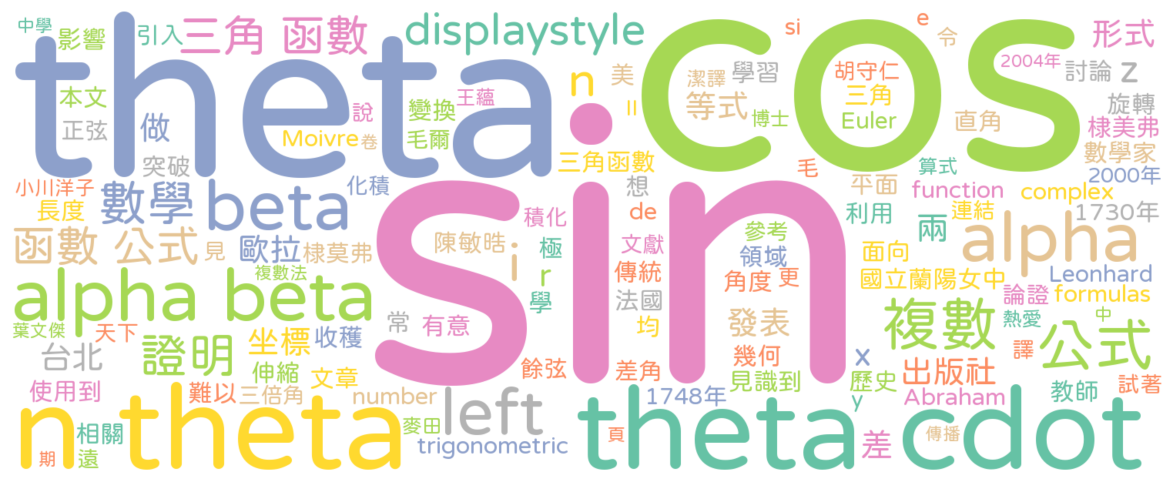 中學 影響 引入 三角 函數 displaystyle si e 令 形式
theta cos 2004年
本文 說 n 美 潔譯 學習 胡守仁 討論 z
正弦 做 變換 王蘊 II 等式 三角 旋轉
突破 Moivre 卷 毛爾 博士 Euler 直角 棣美弗
小川洋子 化積 三角函數 毛 算式 數學家
長度 數學 beta sin 想 平面 function complex 2000年
函數 公式 見 歐拉 棣莫弗 陳敏晧 積化 de 利用 連結 1730年
i 極 文獻 參考 兩 alpha
複數法 r 傳統 領域 面向 Leonhard
alpha beta 學 法國 角度 更 國立蘭陽女中 論證 formulas
葉文傑 天下 常 有意 均 發表 複數 熱愛 中
台北 證明 坐標 收穫 幾何 x 公式
伸縮 餘弦 差角 見識到 歷史 出版社 譯
使用到 難以 三倍角 文章 number left 1748年 y Abraham 教師 試著
n theta 麥田 theta cdot
相關 trigonometric 頁 差 傳播
期 遠